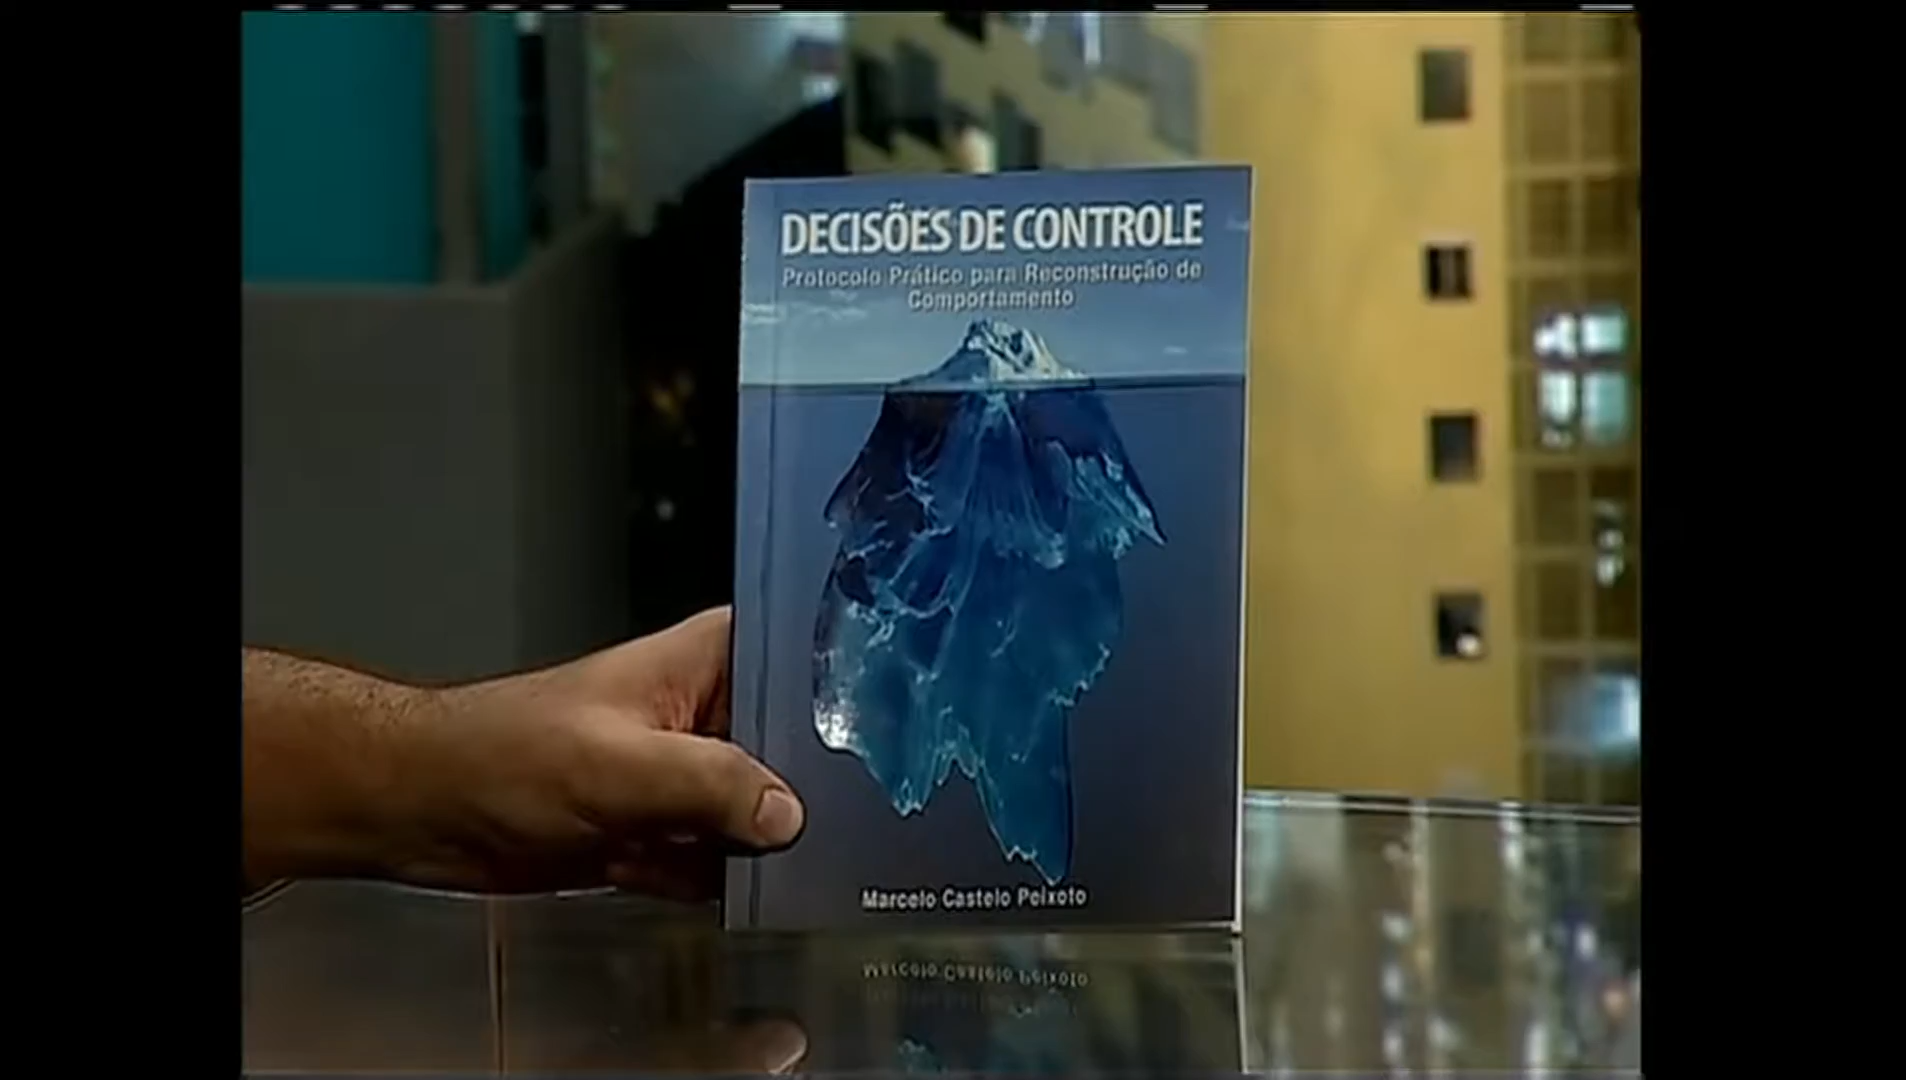 DECISÕES DE CONTROLE
Protocolo Prático para Reconstrução de
Comportamento
Marcelo Castelo Peixoto